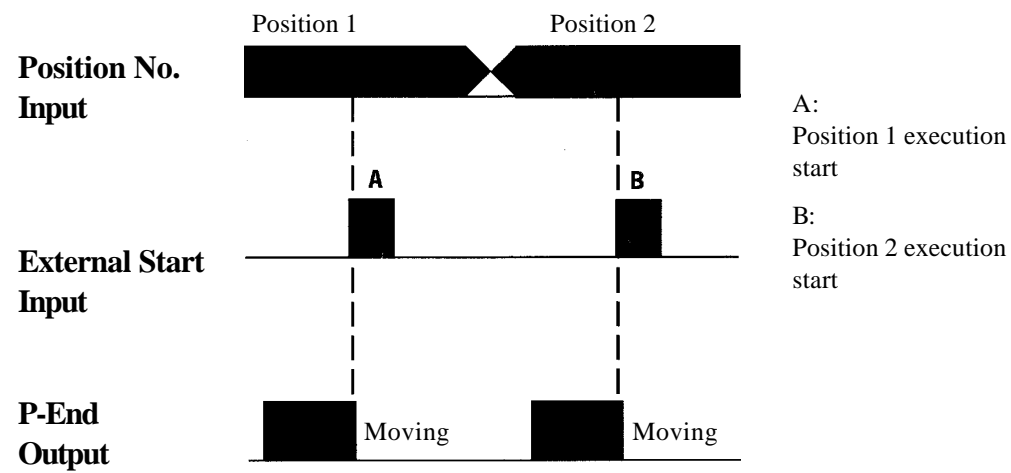 Position 1
Position 2
Position No.
Input
A:
Position 1 execution
start
A
B
B:
Position 2 execution
start
External Start
Input
P-End
Output
Moving
Moving